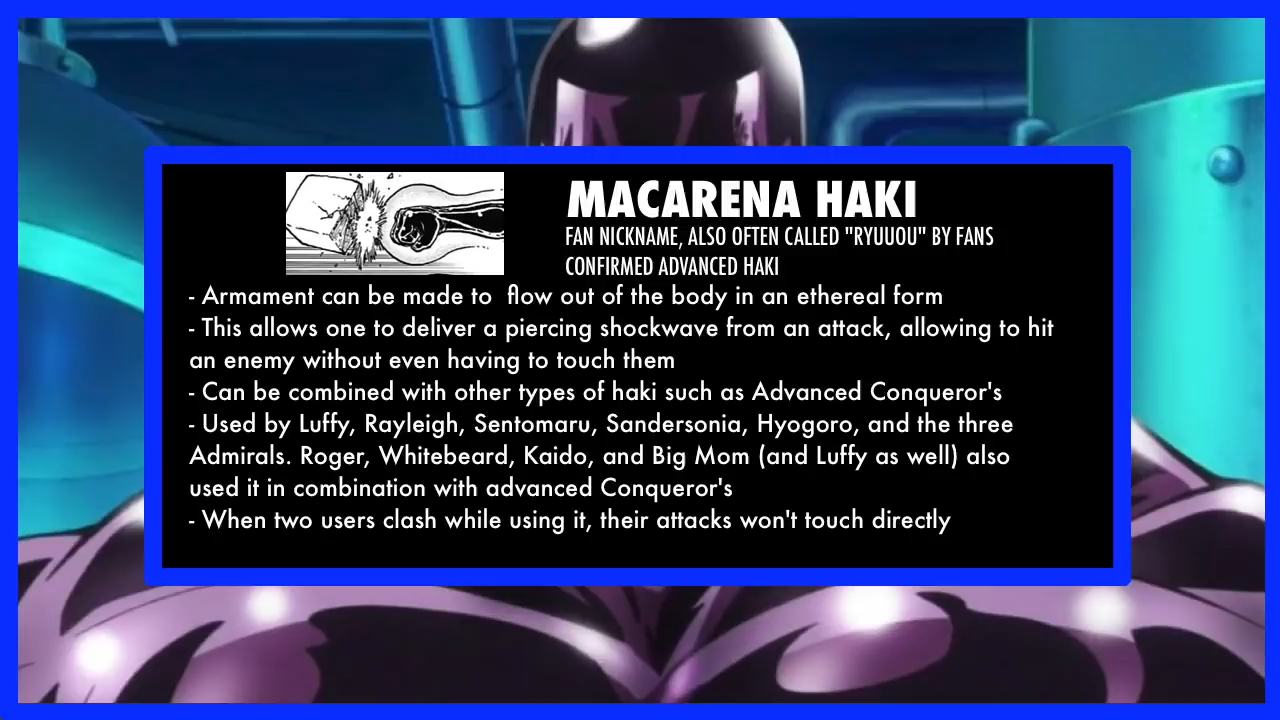 MACARENA HAKI
FAN NICKNAME, ALSO OFTEN CALLED "RYUUOU" BY FANS
CONFIRMED ADVANCED HAKI
- Armament can be made to  flow out of the body in an ethereal form
- This allows one to deliver a piercing shockwave from an attack, allowing to hit
an enemy without even having to touch them
- Can be combined with other types of haki such as Advanced Conqueror's
- Used by Luffy, Rayleigh, Sentomaru, Sandersonia, Hyogoro, and the three
Admirals. Roger, Whitebeard, Kaido, and Big Mom (and Luffy as well) also
used it in combination with advanced Conqueror's
- When two users clash while using it, their attacks won't touch directly